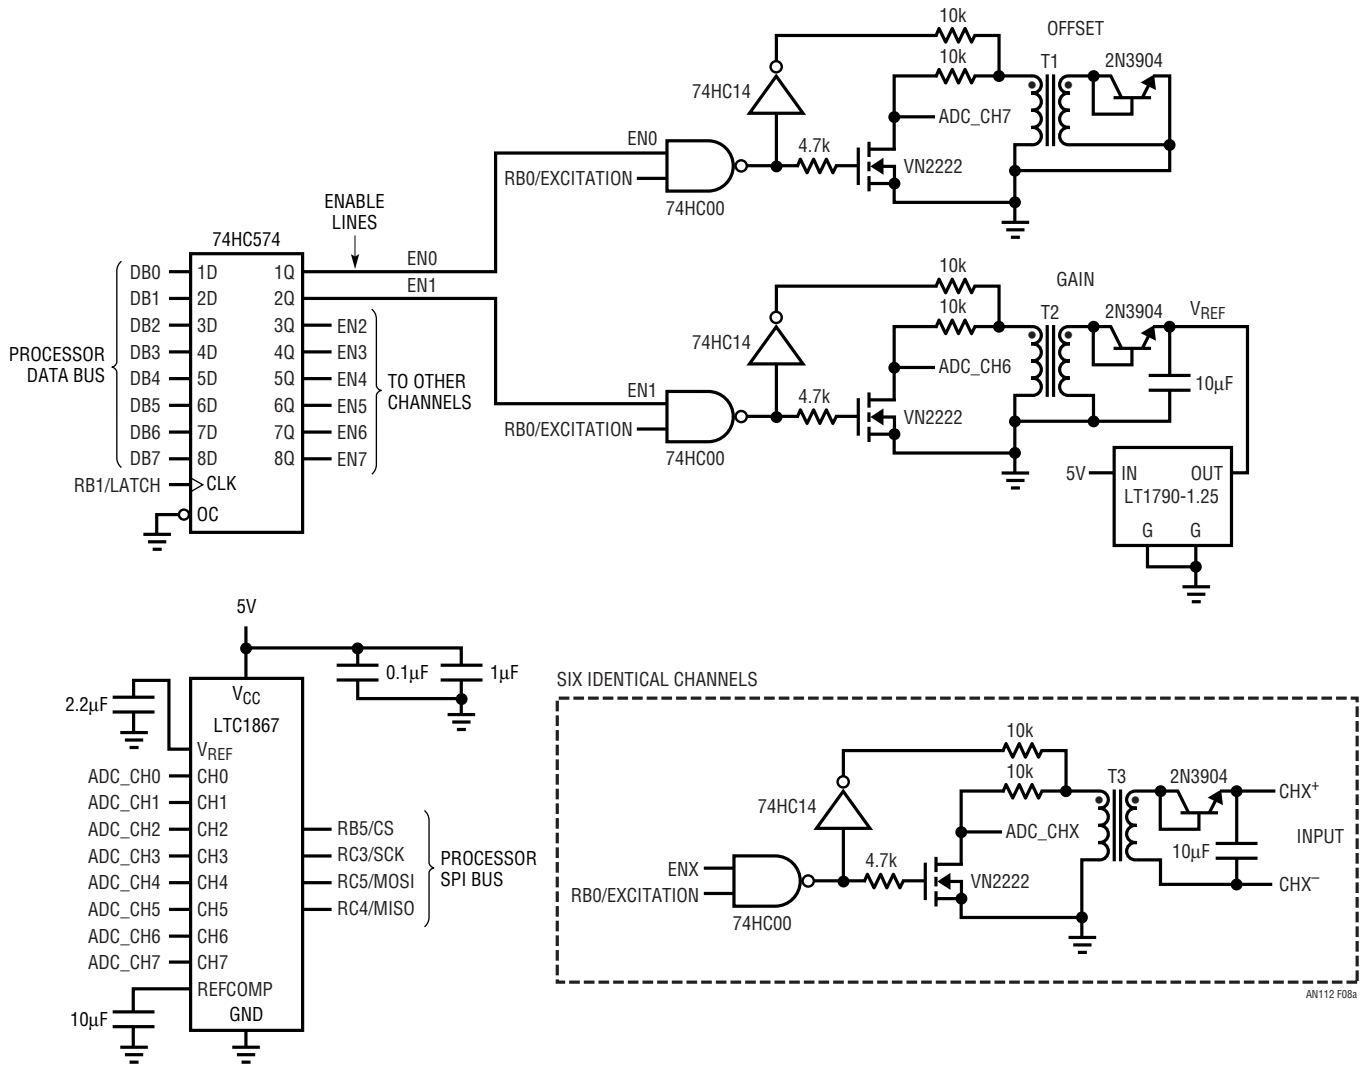 10k
OFFSET
10k
T1
2N3904
74HC14
ADC_CH7
EN0
4.7k
RB0/EXCITATION
VN2222
74HC00
ENABLE
LINES
74HC574
EN0
EN1
DB0 1D 1Q
DB1 2D 2Q
DB2 3D 3Q EN2
DB3 4D 4Q EN3
DB4 5D 5Q EN4
DB5 6D 6Q EN5
DB6 7D 7Q EN6
DB7 8D 8Q EN7
PROCESSOR
DATA BUS
TO OTHER
CHANNELS
RB1/LATCH CLK
OC
10k
GAIN
10k
T2
2N3904
VREF
74HC14
ADC_CH6
10µF
EN1
4.7k
RB0/EXCITATION
VN2222
74HC00
5V IN OUT
LT1790-1.25
G G
5V
0.1µF
1µF
2.2µF
VCC
LTC1867
VREF
ADC_CH0 CH0
ADC_CH1 CH1
ADC_CH2 CH2 RB5/CS
ADC_CH3 CH3 RC3/SCK
ADC_CH4 CH4 RC5/MOSI
ADC_CH5 CH5 RC4/MISO
ADC_CH6 CH6
ADC_CH7 CH7
PROCESSOR
SPI BUS
REFCOMP
10µF
GND
SIX IDENTICAL CHANNELS
10k
10k
T3
2N3904
CHX+
74HC14
ADC_CHX
INPUT
10µF
ENX
4.7k
RB0/EXCITATION
VN2222
CHX−
74HC00
AN112 F08a